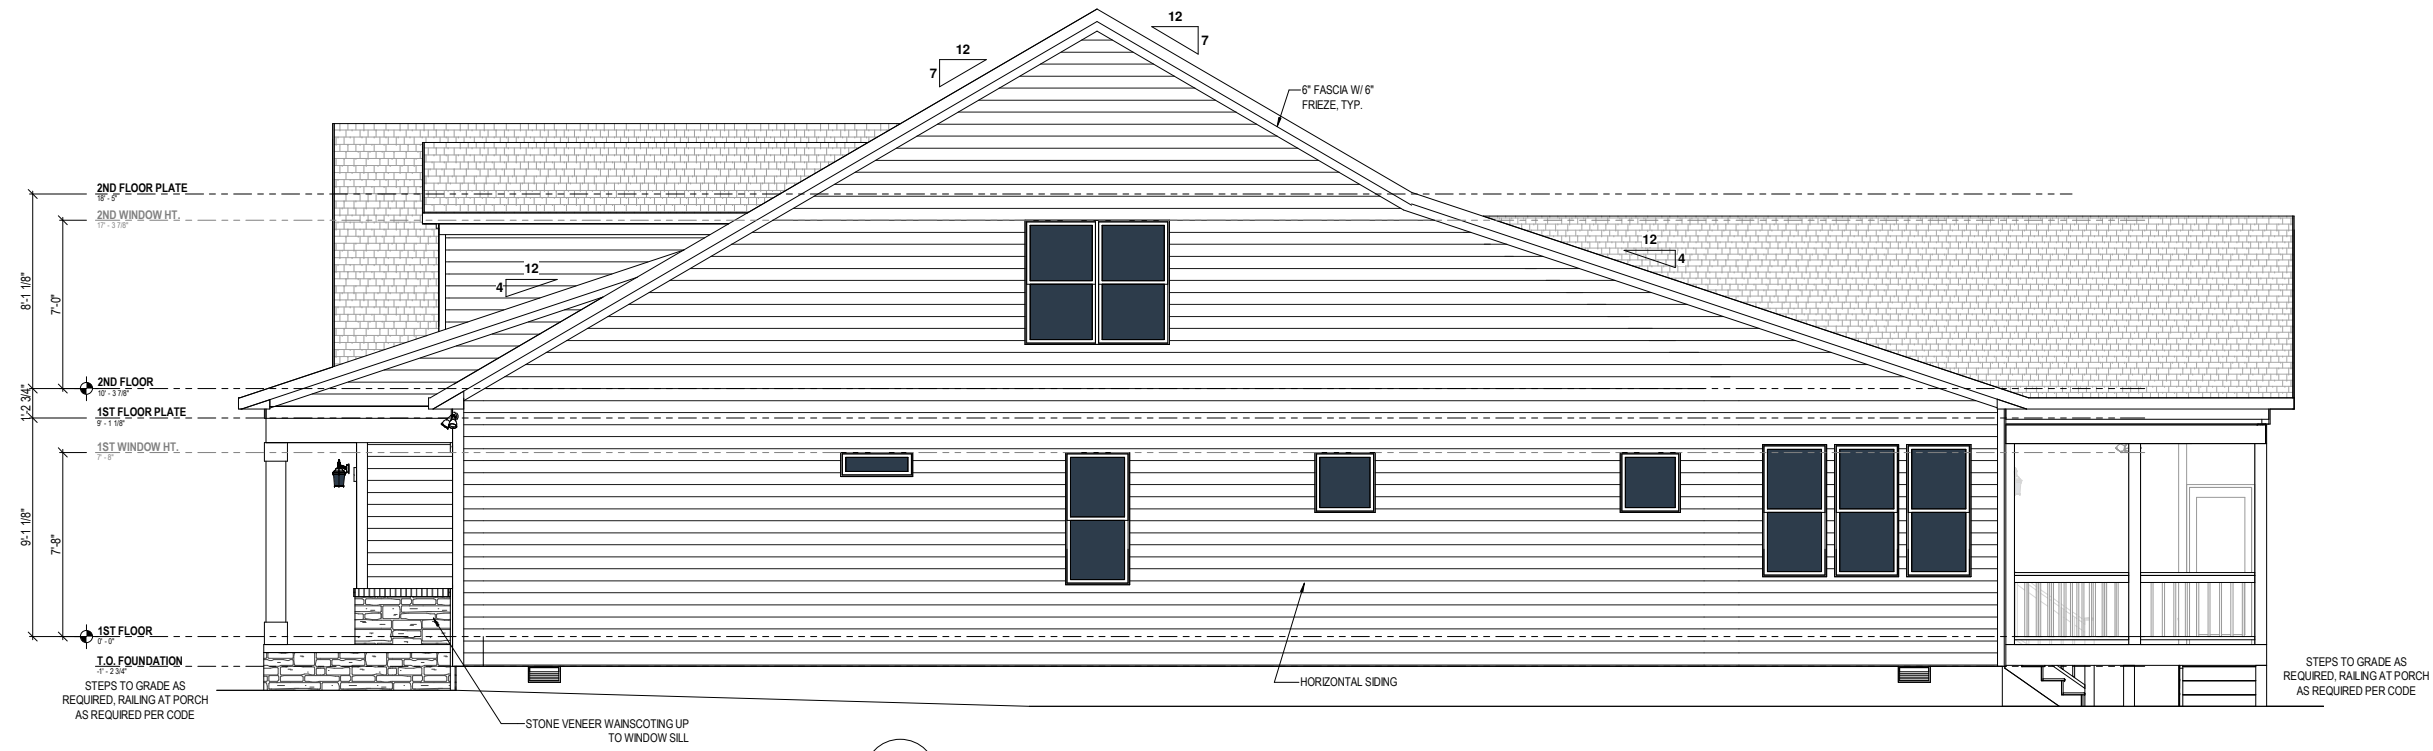 12
7
12
7
6" FASCIA W/ 6"
FRIEZE, TYP.
2ND FLOOR PLATE
18' - 5"
2ND WINDOW HT.
17' - 3 7/8"
12
4
12
4
8'-1 1/8"
7'-0"
2ND FLOOR
10' - 3 7/8"
1'-2 3/4"
1ST FLOOR PLATE
9' - 1 1/8"
1ST WINDOW HT.
7' - 8"
9'-1 1/8"
7'-8"
1ST FLOOR
0' - 0"
T.O. FOUNDATION
-1' - 2 3/4"
STEPS TO GRADE AS
REQUIRED, RAILING AT PORCH
AS REQUIRED PER CODE
HORIZONTAL SIDING
STEPS TO GRADE AS
REQUIRED, RAILING AT PORCH
AS REQUIRED PER CODE
STONE VENEER WAINSCOTING UP
TO WINDOW SILL